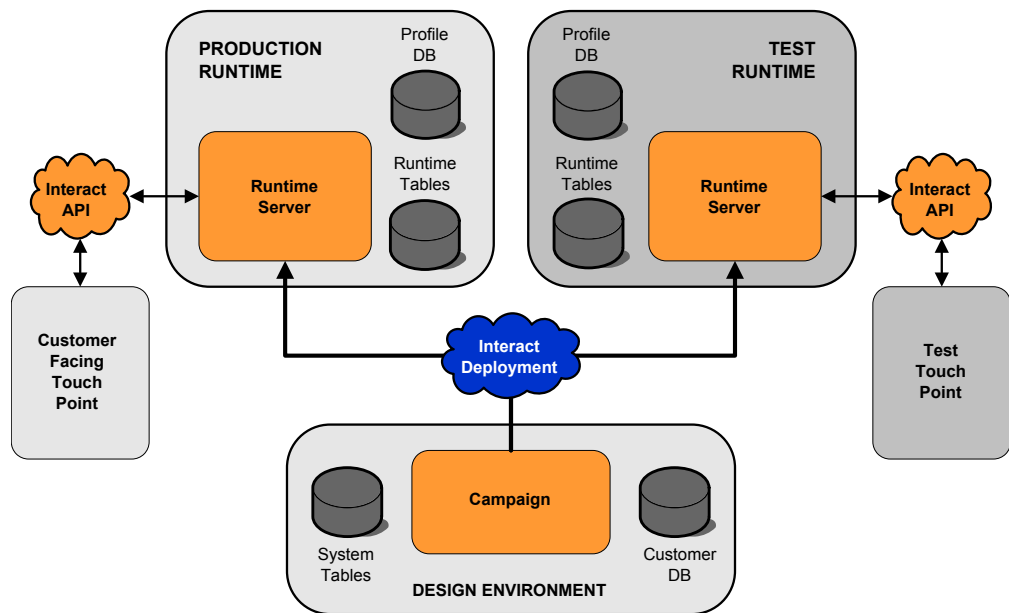 PRODUCTION
RUNTIME
Profile
DB
Runtime
Server
Runtime
Tables
Profile
DB
TEST
RUNTIME
Runtime
Tables
Runtime
Server
Interact
API
Interact
API
Customer
Facing
Touch
Point
Interact
Deployment
Test
Touch
Point
System
Tables
Campaign
Customer
DB
DESIGN ENVIRONMENT